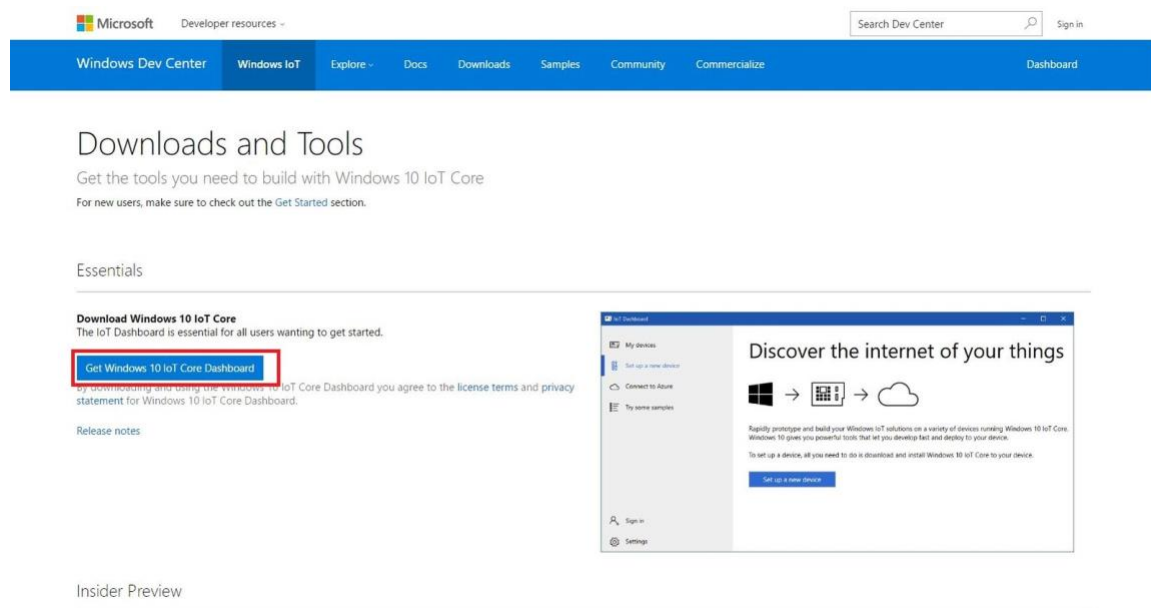 Microsoft Developer resources
Search Dev Center
Sign in
Windows Dev Center Windows IoT Explore Docs Downloads Samples Community Commercialize Dashboard
Downloads and Tools
Get the tools you need to build with Windows 10 IoT Core
For new users, make sure to check out the Get Started section.
Essentials
Download Windows 10 IoT Core
The IoT Dashboard is essential for all users wanting to get started.
Get Windows 10 IoT Core Dashboard
By downloading and using the Windows 10 IoT Core Dashboard you agree to the license terms and privacy
statement for Windows 10 IoT Core Dashboard.
Release notes
IoT Dashboard
My devices
Set up a new device
Connect to Azure
Try some samples
Sign in
Settings
Discover the internet of your things
Rapidly prototype and build your Windows IoT solutions on a variety of devices running Windows 10 IoT Core.
Windows 10 gives you powerful tools that let you develop fast and deploy to your device.
To set up a device, all you need to do is download and install Windows 10 IoT Core to your device.
Set up a new device
Insider Preview